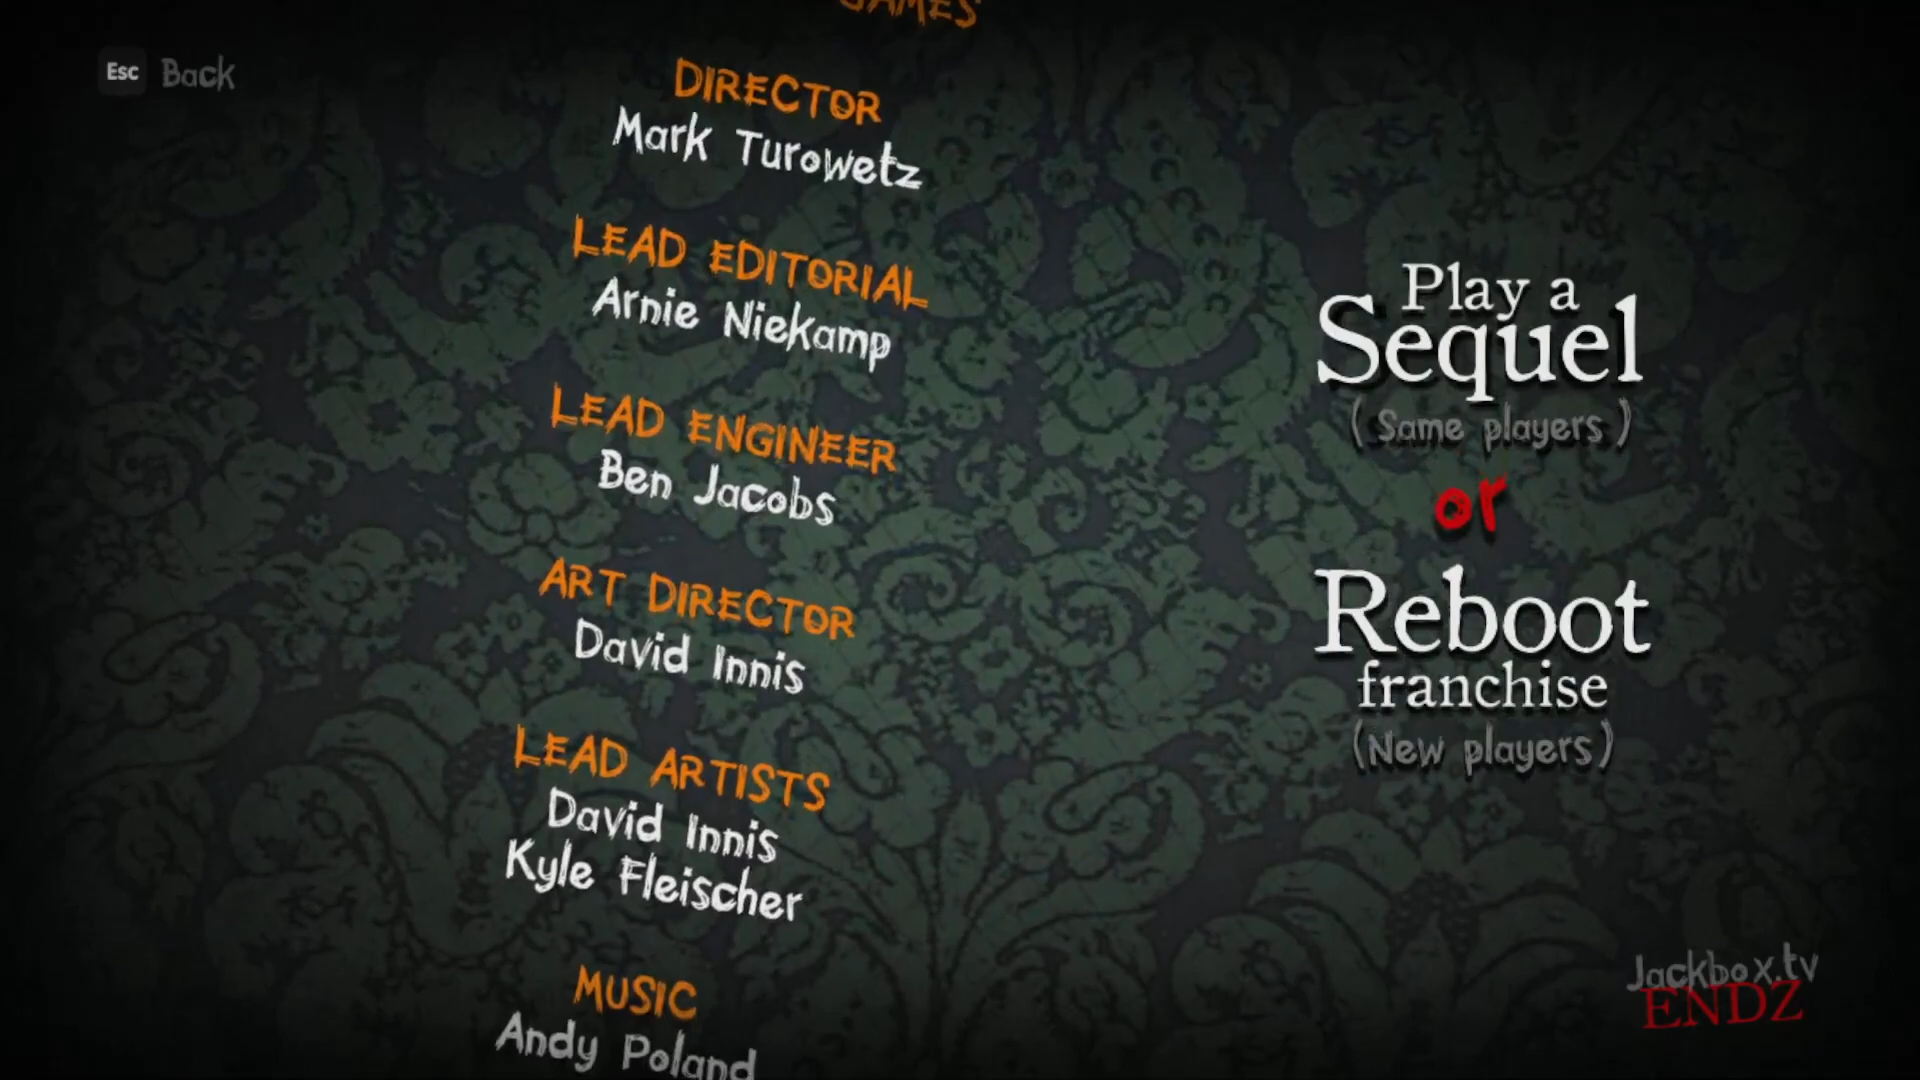 GAMES
Esc Back
DIRECTOR
Mark Turowetz
LEAD EDITORIAL
Arnie Niekamp
LEAD ENGINEER
Ben Jacobs
ART DIRECTOR
David Innis
LEAD ARTISTS
David Innis
Kyle Fleischer
MUSIC
Andy Poland
Play a
Sequel
(Same players)
or
Reboot
franchise
(New players)
Jackbox.tv
ENDZ